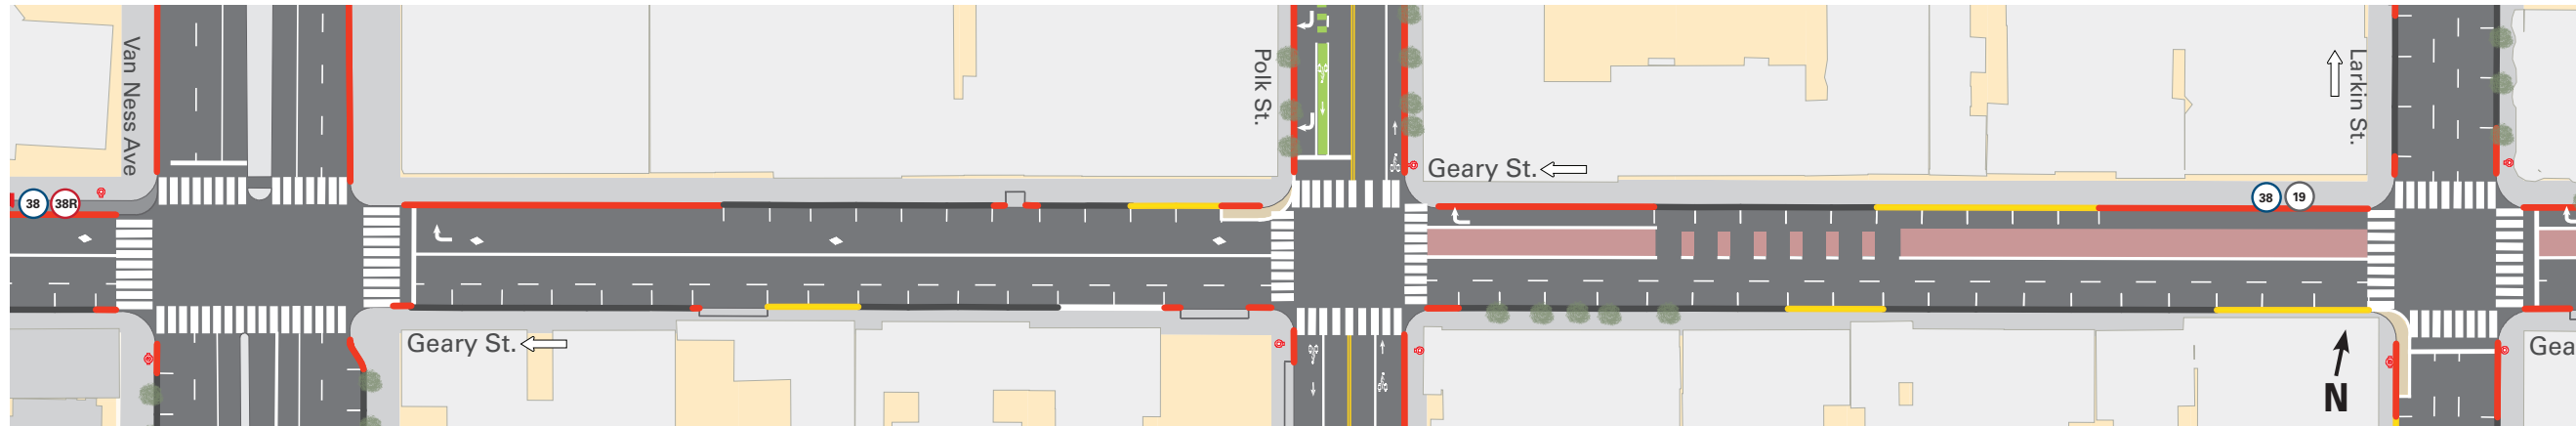 Van Ness Ave
Polk St.
Larkin St.
Geary St.
38
38R
38
19
Geary St.
Gea
N